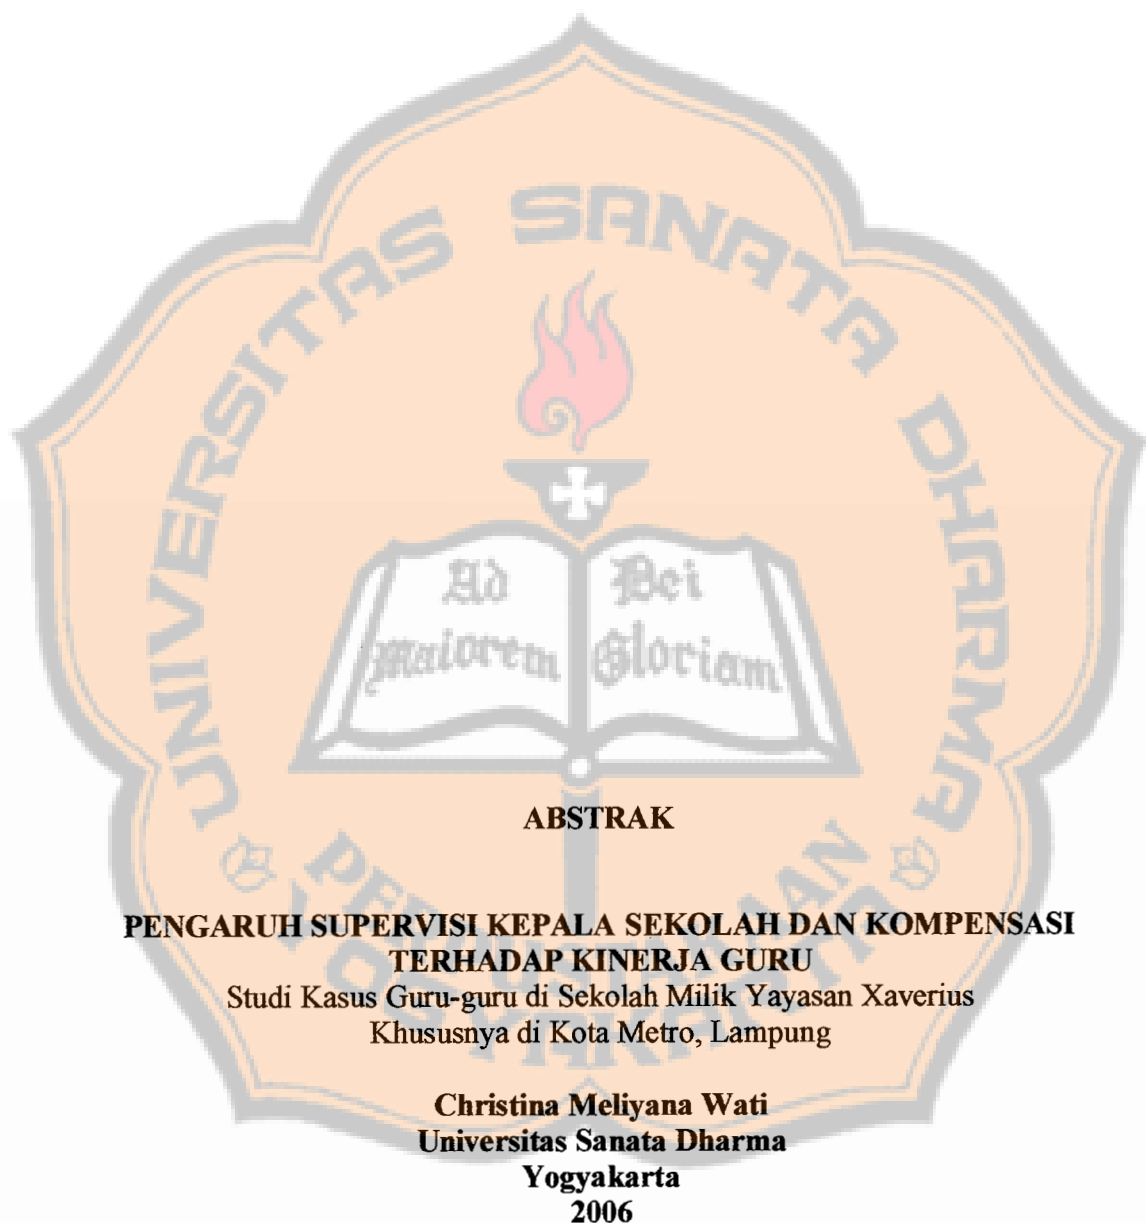 UNIVERSITAS SANATA DHARMA
Ad Dei
Maiorem Gloriam
PERPUSTAKAAN
YOGYAKARTA
ABSTRAK
PENGARUH SUPERVISI KEPALA SEKOLAH DAN KOMPENSASI
TERHADAP KINERJA GURU
Studi Kasus Guru-guru di Sekolah Milik Yayasan Xaverius
Khususnya di Kota Metro, Lampung
Christina Meliyana Wati
Universitas Sanata Dharma
Yogyakarta
2006